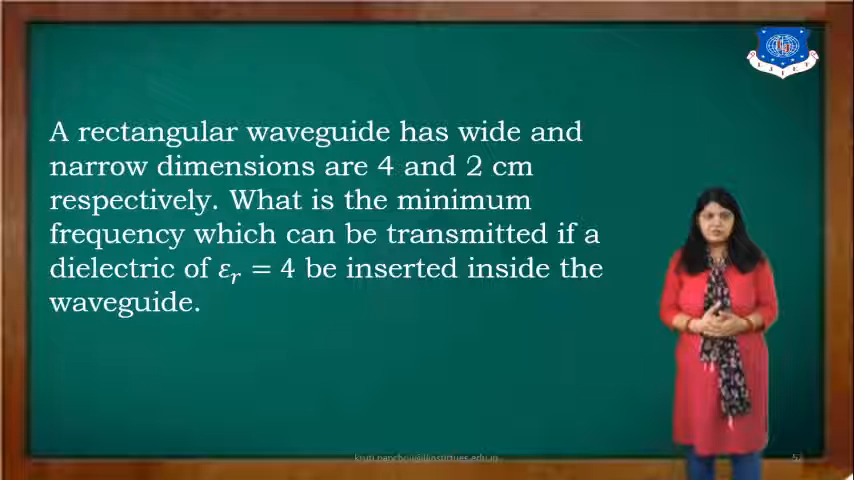 A rectangular waveguide has wide and
narrow dimensions are 4 and 2 cm
respectively. What is the minimum
frequency which can be transmitted if a
dielectric of εᵣ = 4 be inserted inside the
waveguide.